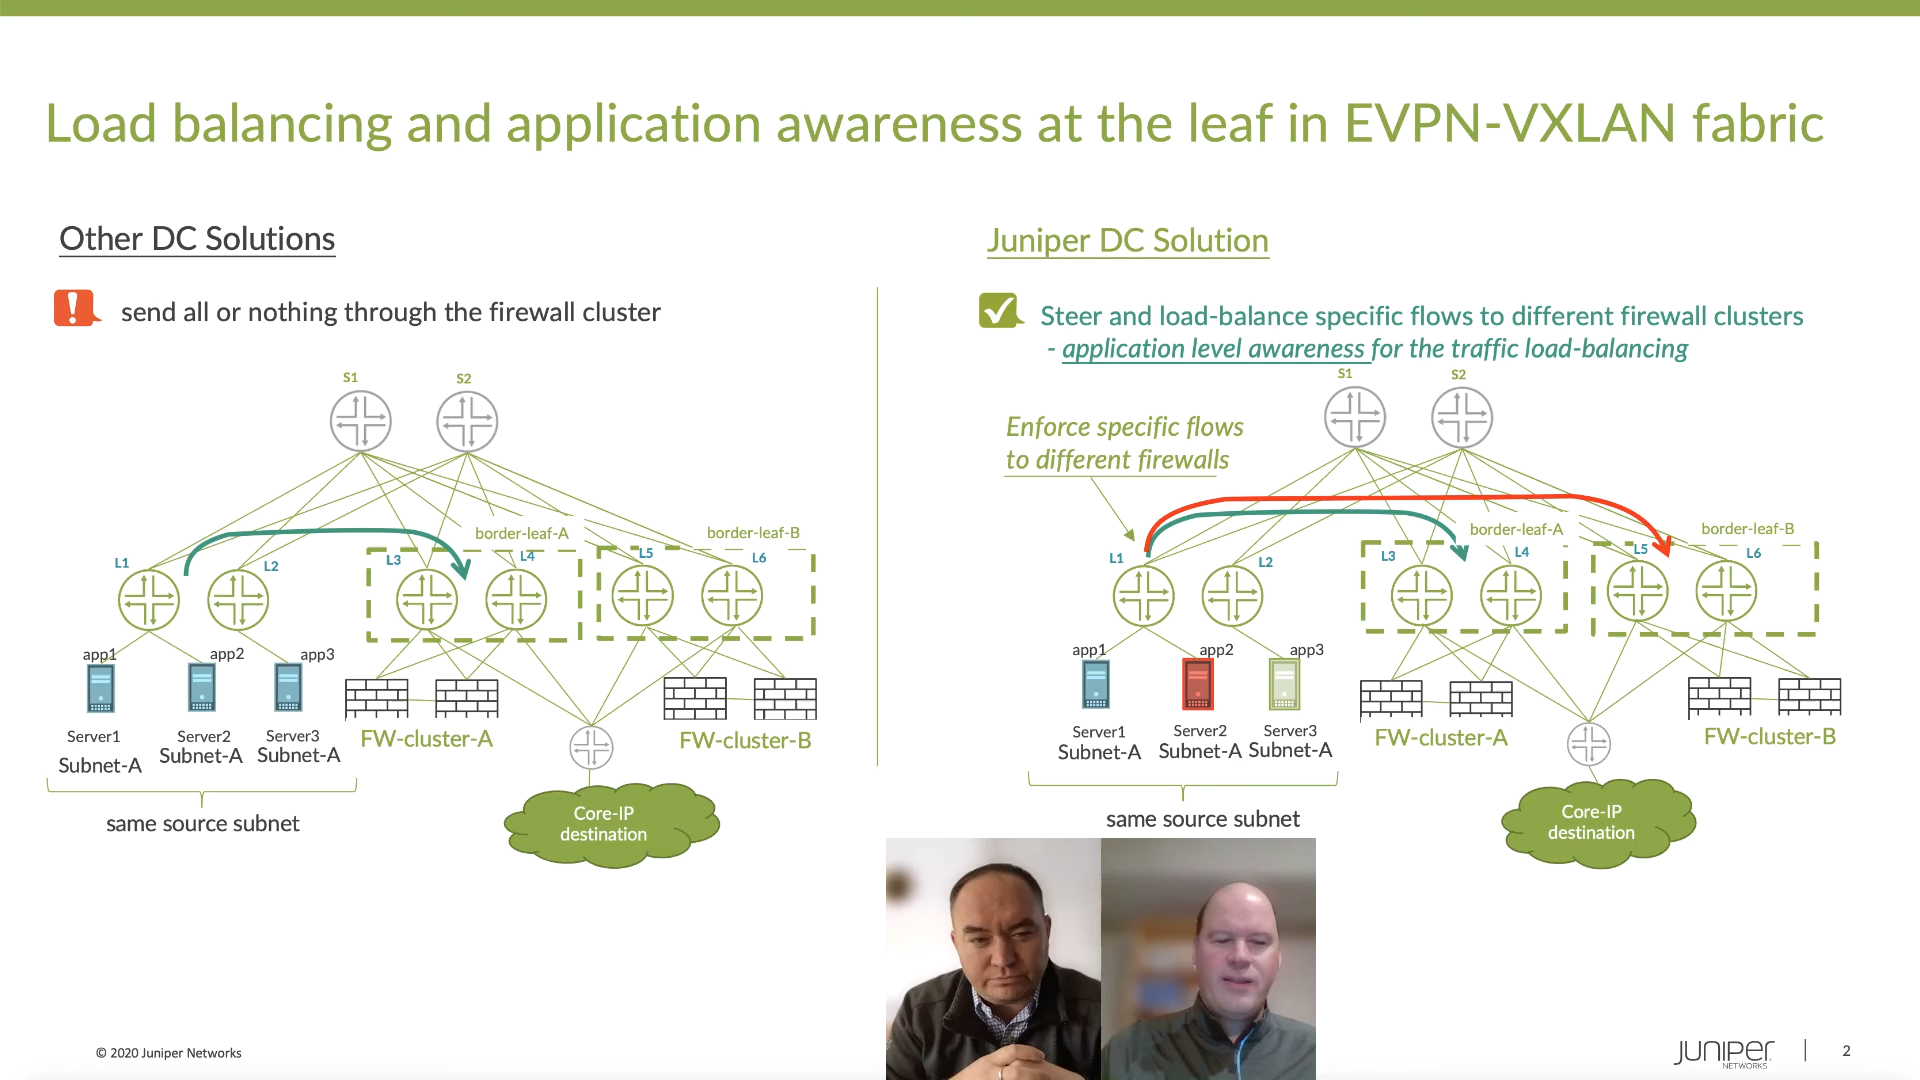 Load balancing and application awareness at the leaf in EVPN-VXLAN fabric
Other DC Solutions
send all or nothing through the firewall cluster
S1
S2
border-leaf-A
border-leaf-B
L1
L2
L3
L4
L5
L6
app1
app2
app3
Server1
Subnet-A
Server2
Subnet-A
Server3
Subnet-A
FW-cluster-A
FW-cluster-B
same source subnet
Core-IP
destination
Juniper DC Solution
Steer and load-balance specific flows to different firewall clusters
- application level awareness for the traffic load-balancing
S1
S2
Enforce specific flows
to different firewalls
border-leaf-A
border-leaf-B
L1
L2
L3
L4
L5
L6
app1
app2
app3
Server1
Subnet-A
Server2
Subnet-A
Server3
Subnet-A
FW-cluster-A
FW-cluster-B
same source subnet
Core-IP
destination
© 2020 Juniper Networks
JUNIPER
NETWORKS
2